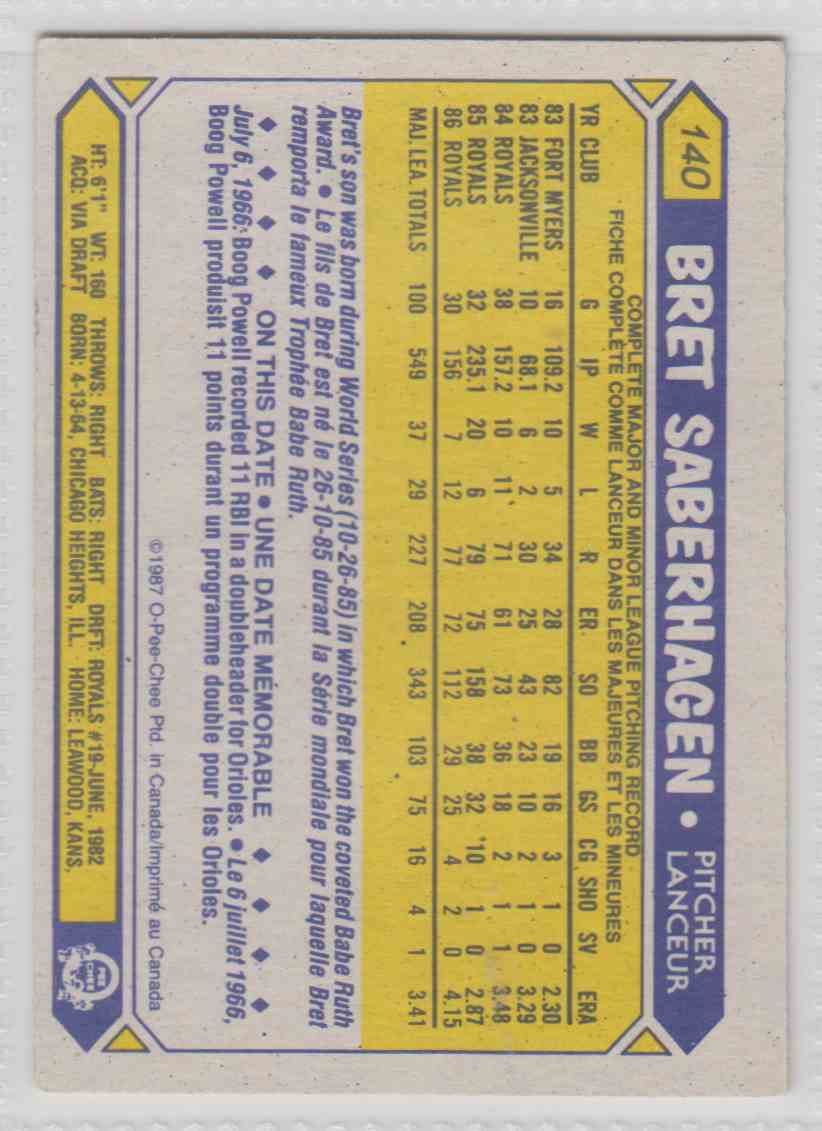 140 BRET SABERHAGEN • PITCHER
LANCEUR
COMPLETE MAJOR AND MINOR LEAGUE PITCHING RECORD
FICHE COMPLÈTE COMME LANCEUR DANS LES MAJEURES ET LES MINEURES
YR CLUB G IP W L R ER SO BB GS CG SHO SV ERA
83 FORT MYERS 16 109.2 10 5 34 28 82 19 16 3 1 0 2.30
83 JACKSONVILLE 10 68.1 6 2 30 25 43 23 10 2 1 0 3.29
84 ROYALS 38 157.2 10 11 71 61 73 36 18 2 1 1 3.48
85 ROYALS 32 235.1 20 6 79 75 158 38 32 10 1 0 2.87
86 ROYALS 30 156 7 12 77 72 112 29 25 4 2 0 4.15
MAJ. LEA. TOTALS 100 549 37 29 227 208 343 103 75 16 4 1 3.41
Bret's son was born during World Series (10-26-85) in which Bret won the coveted Babe Ruth
Award. • Le fils de Bret est né le 26-10-85 durant la Série mondiale pour laquelle Bret
remporta le fameux Trophée Babe Ruth.
♦ ♦ ♦ ♦ ON THIS DATE • UNE DATE MÉMORABLE ♦ ♦ ♦ ♦
July 6, 1966: Boog Powell recorded 11 RBI in a doubleheader for Orioles. • Le 6 juillet 1966,
Boog Powell produisit 11 points durant un programme double pour les Orioles.
©1987 O-Pee-Chee Ptd. in Canada/Imprimé au Canada
HT: 6'1" WT: 160 THROWS: RIGHT BATS: RIGHT DRFT: ROYALS #19-JUNE, 1982
ACQ: VIA DRAFT BORN: 4-13-64, CHICAGO HEIGHTS, ILL. HOME: LEAWOOD, KANS,
O
PEE
CHEE